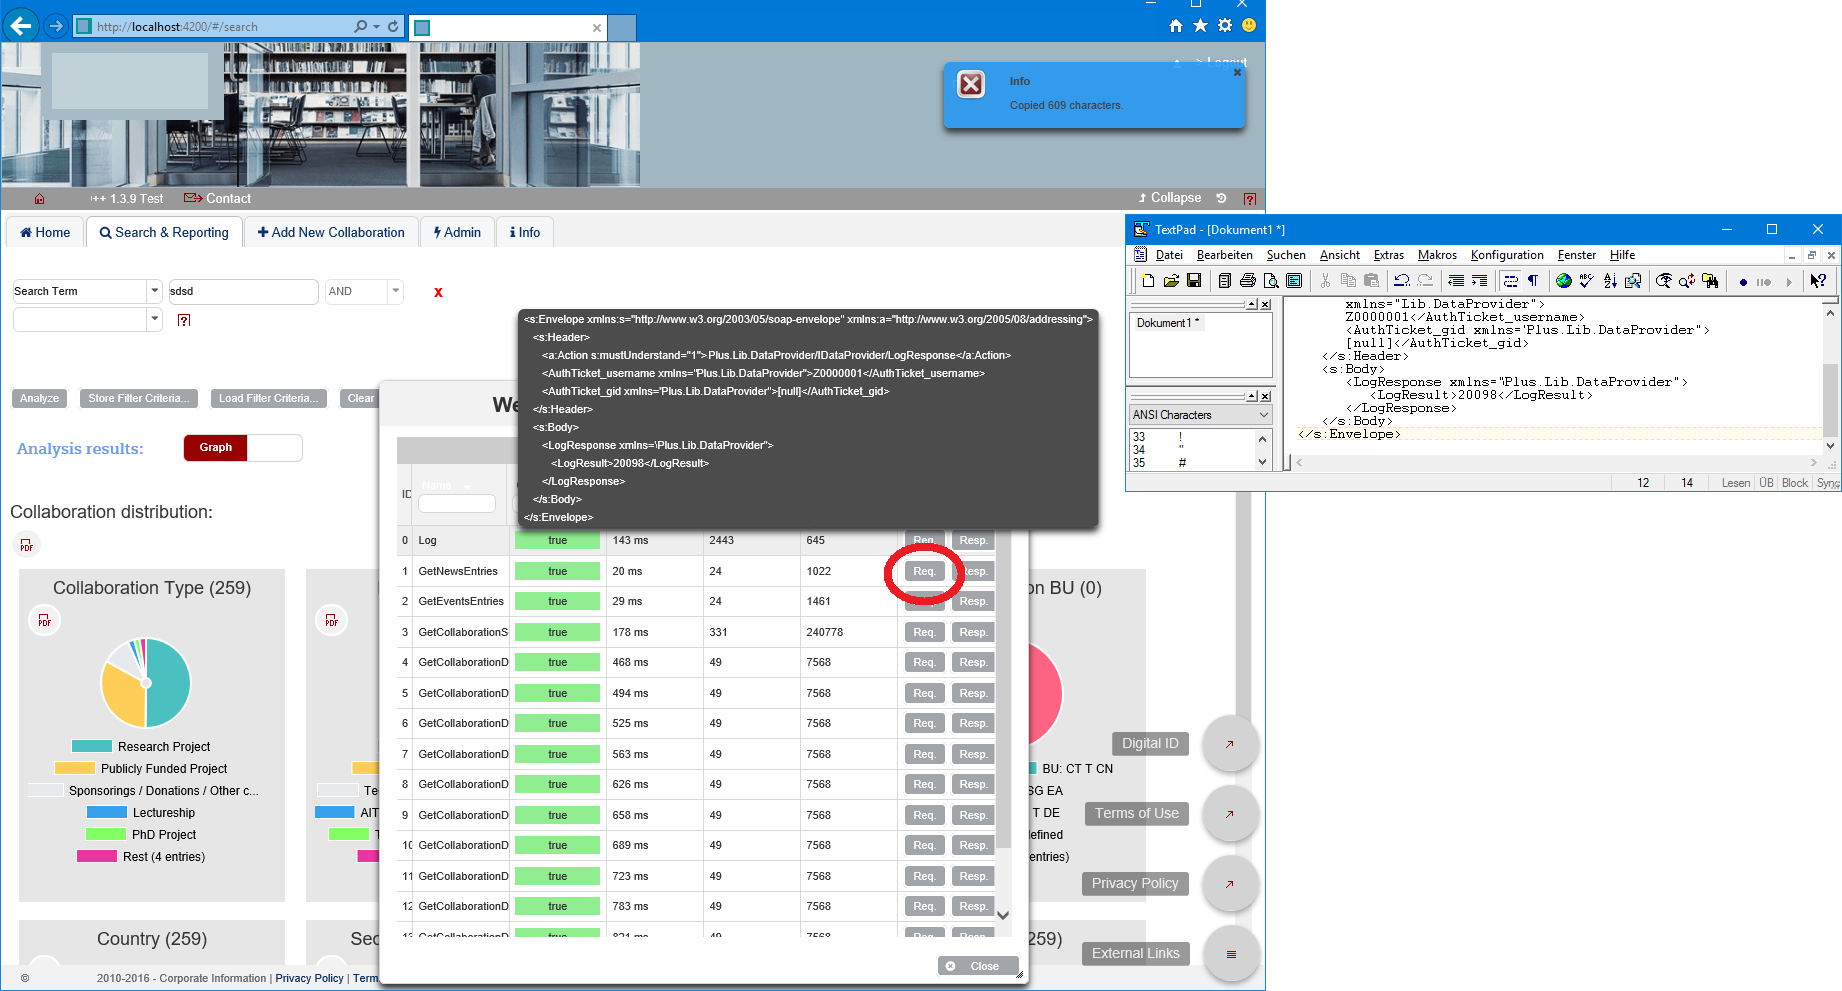 http://localhost:4200/#/search
> Logout
Info
Copied 609 characters.
1.3.9 Test
Contact
Collapse
Home
Search & Reporting
Add New Collaboration
Admin
Info
Search Term
sdsd
AND
x
Analyze
Store Filter Criteria...
Load Filter Criteria...
Clear
Analysis results:
Graph
Collaboration distribution:
PDF
Collaboration Type (259)
PDF
Research Project
Publicly Funded Project
Sponsorings / Donations / Other c...
Lectureship
PhD Project
Rest (4 entries)
PDF
Country (259)
<s:Envelope xmlns:s="http://www.w3.org/2003/05/soap-envelope" xmlns:a="http://www.w3.org/2005/08/addressing">
<s:Header>
<a:Action s:mustUnderstand="1">Plus.Lib.DataProvider/IDataProvider/LogResponse</a:Action>
<AuthTicket_username xmlns="Plus.Lib.DataProvider">Z0000001</AuthTicket_username>
<AuthTicket_gid xmlns="Plus.Lib.DataProvider">[null]</AuthTicket_gid>
</s:Header>
<s:Body>
<LogResponse xmlns=\Plus.Lib.DataProvider">
<LogResult>20098</LogResult>
</LogResponse>
</s:Body>
</s:Envelope>
We
ID
Name
0 Log true 143 ms 2443 645 Req. Resp.
1 GetNewsEntries true 20 ms 24 1022 Req. Resp.
2 GetEventsEntries true 29 ms 24 1461 Resp.
3 GetCollaborationS true 178 ms 331 240778 Req. Resp.
4 GetCollaborationD true 468 ms 49 7568 Req. Resp.
5 GetCollaborationD true 494 ms 49 7568 Req. Resp.
6 GetCollaborationD true 525 ms 49 7568 Req. Resp.
7 GetCollaborationD true 563 ms 49 7568 Req. Resp.
8 GetCollaborationD true 626 ms 49 7568 Req. Resp.
9 GetCollaborationD true 658 ms 49 7568 Req. Resp.
10 GetCollaborationD true 689 ms 49 7568 Req. Resp.
11 GetCollaborationD true 723 ms 49 7568 Req. Resp.
12 GetCollaborationD true 783 ms 49 7568 Req. Resp.
Close
on BU (0)
BU: CT T CN
SG EA
T DE
efined
entries)
259)
Digital ID
Terms of Use
Privacy Policy
External Links
© 2010-2016 - Corporate Information | Privacy Policy | Term
TextPad - [Dokument1 *]
Datei Bearbeiten Suchen Ansicht Extras Makros Konfiguration Fenster Hilfe
Dokument1 *
ANSI Characters
33 !
34 "
35 #
xmlns="Lib.DataProvider">
Z0000001</AuthTicket_username>
<AuthTicket_gid xmlns="Plus.Lib.DataProvider">
[null]</AuthTicket_gid>
</s:Header>
<s:Body>
<LogResponse xmlns="Plus.Lib.DataProvider">
<LogResult>20098</LogResult>
</LogResponse>
</s:Body>
</s:Envelope>
12 14 Lesen ÜB Block Sync